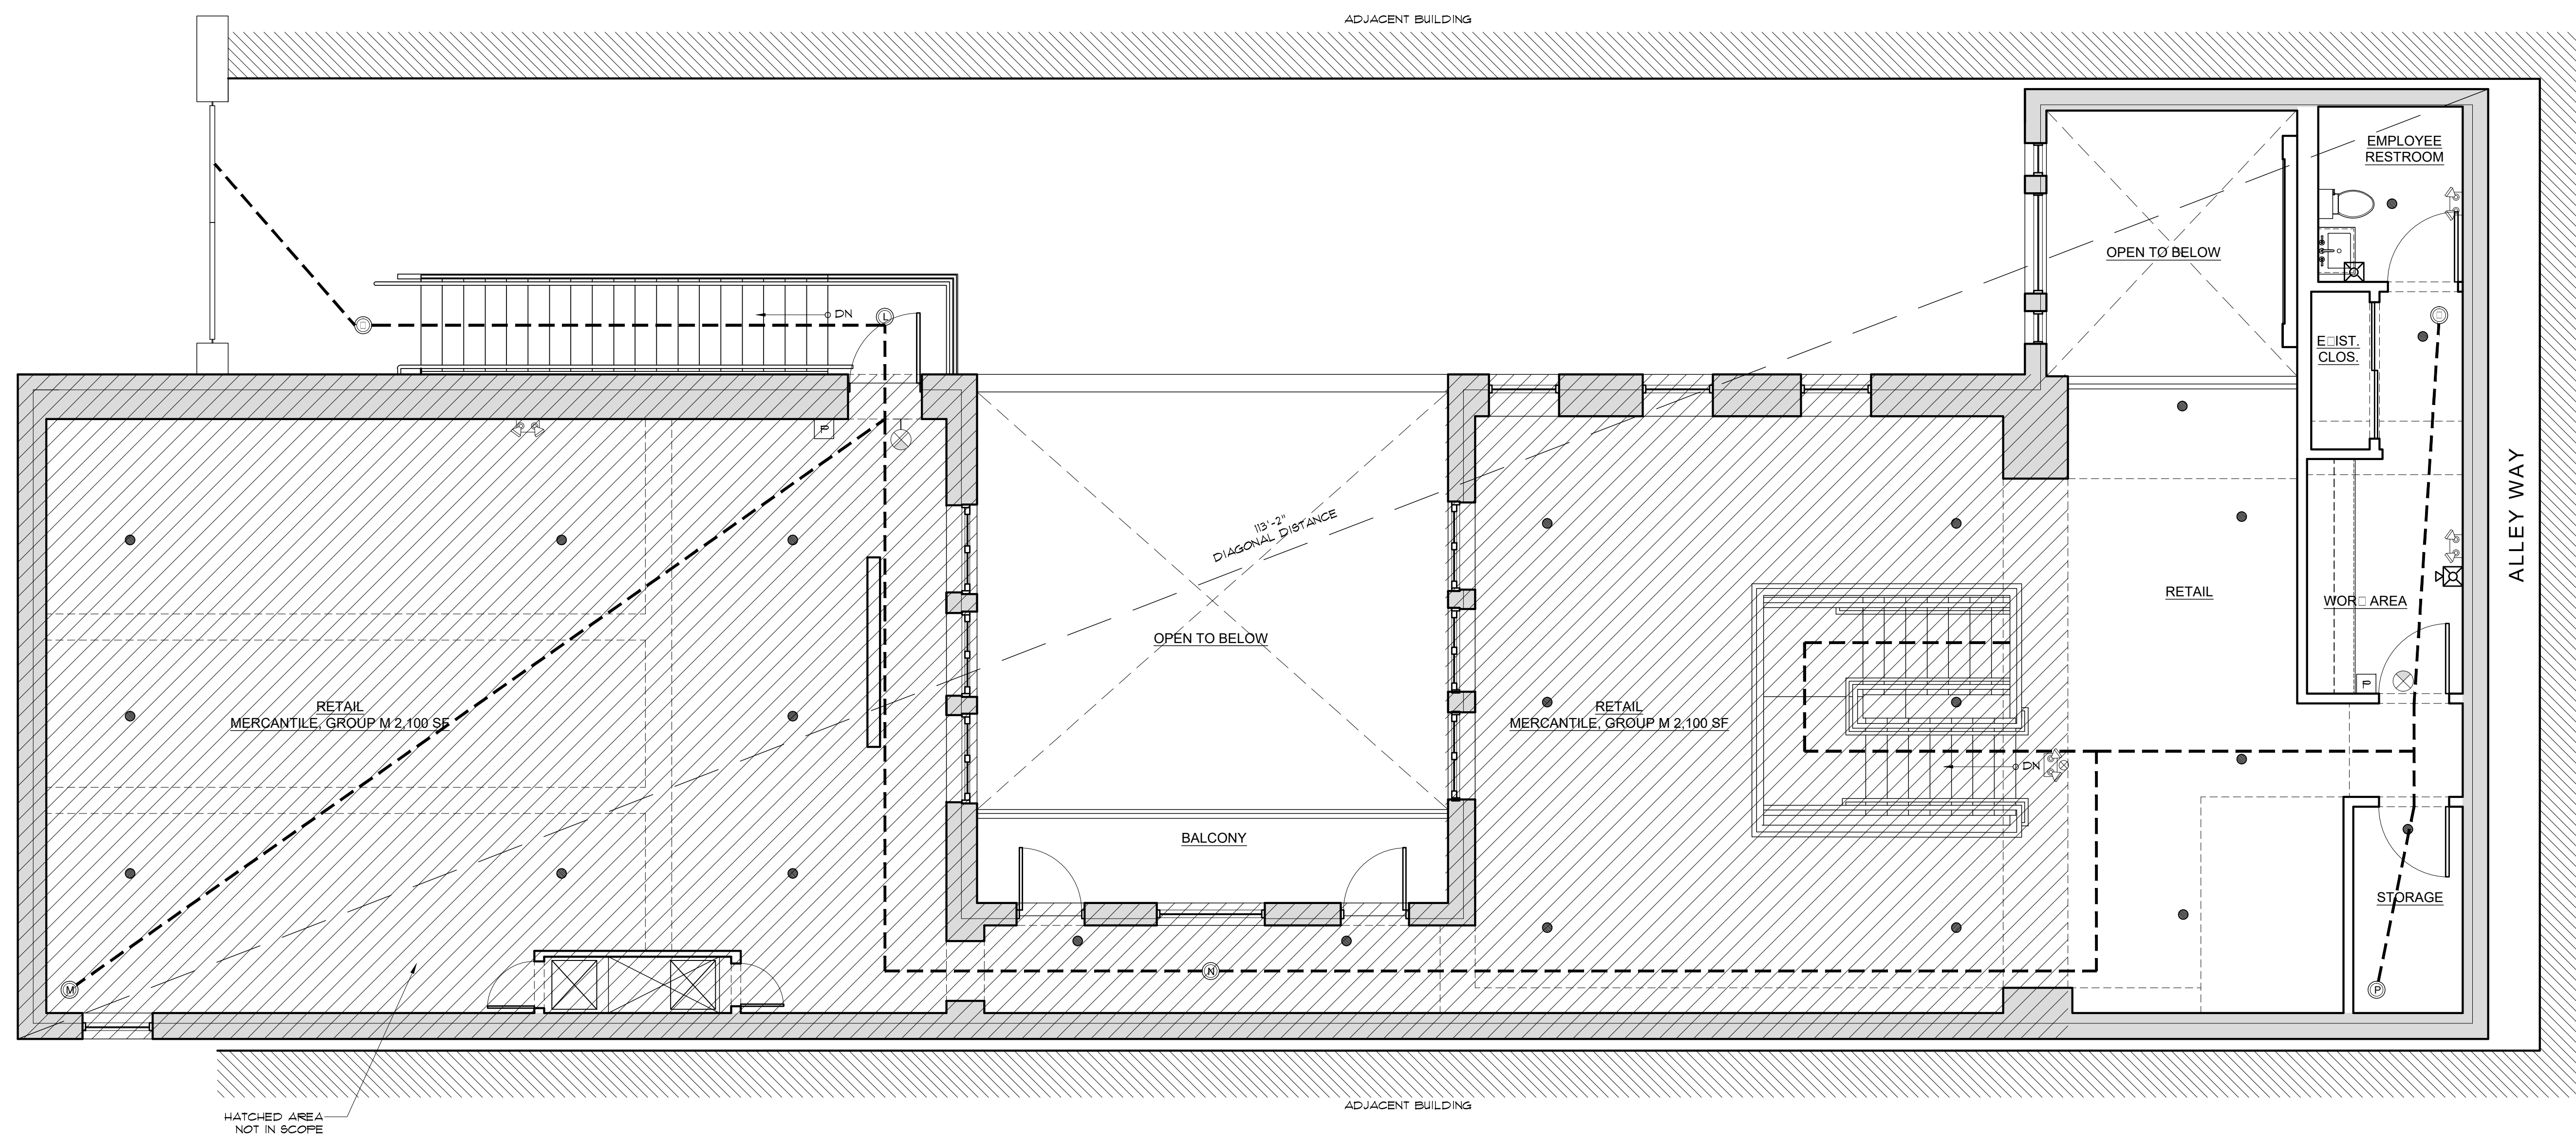 ADJACENT BUILDING
EMPLOYEE
RESTROOM
OPEN TO BELOW
DN
L
E□IST.
CLOS.
P
ALLEY WAY
113'-2"
DIAGONAL DISTANCE
RETAIL
WOR□ AREA
OPEN TO BELOW
RETAIL
MERCANTILE, GROUP M 2,100 SF
RETAIL
MERCANTILE, GROUP M 2,100 SF
P
DN
BALCONY
STORAGE
M
N
P
HATCHED AREA
NOT IN SCOPE
ADJACENT BUILDING